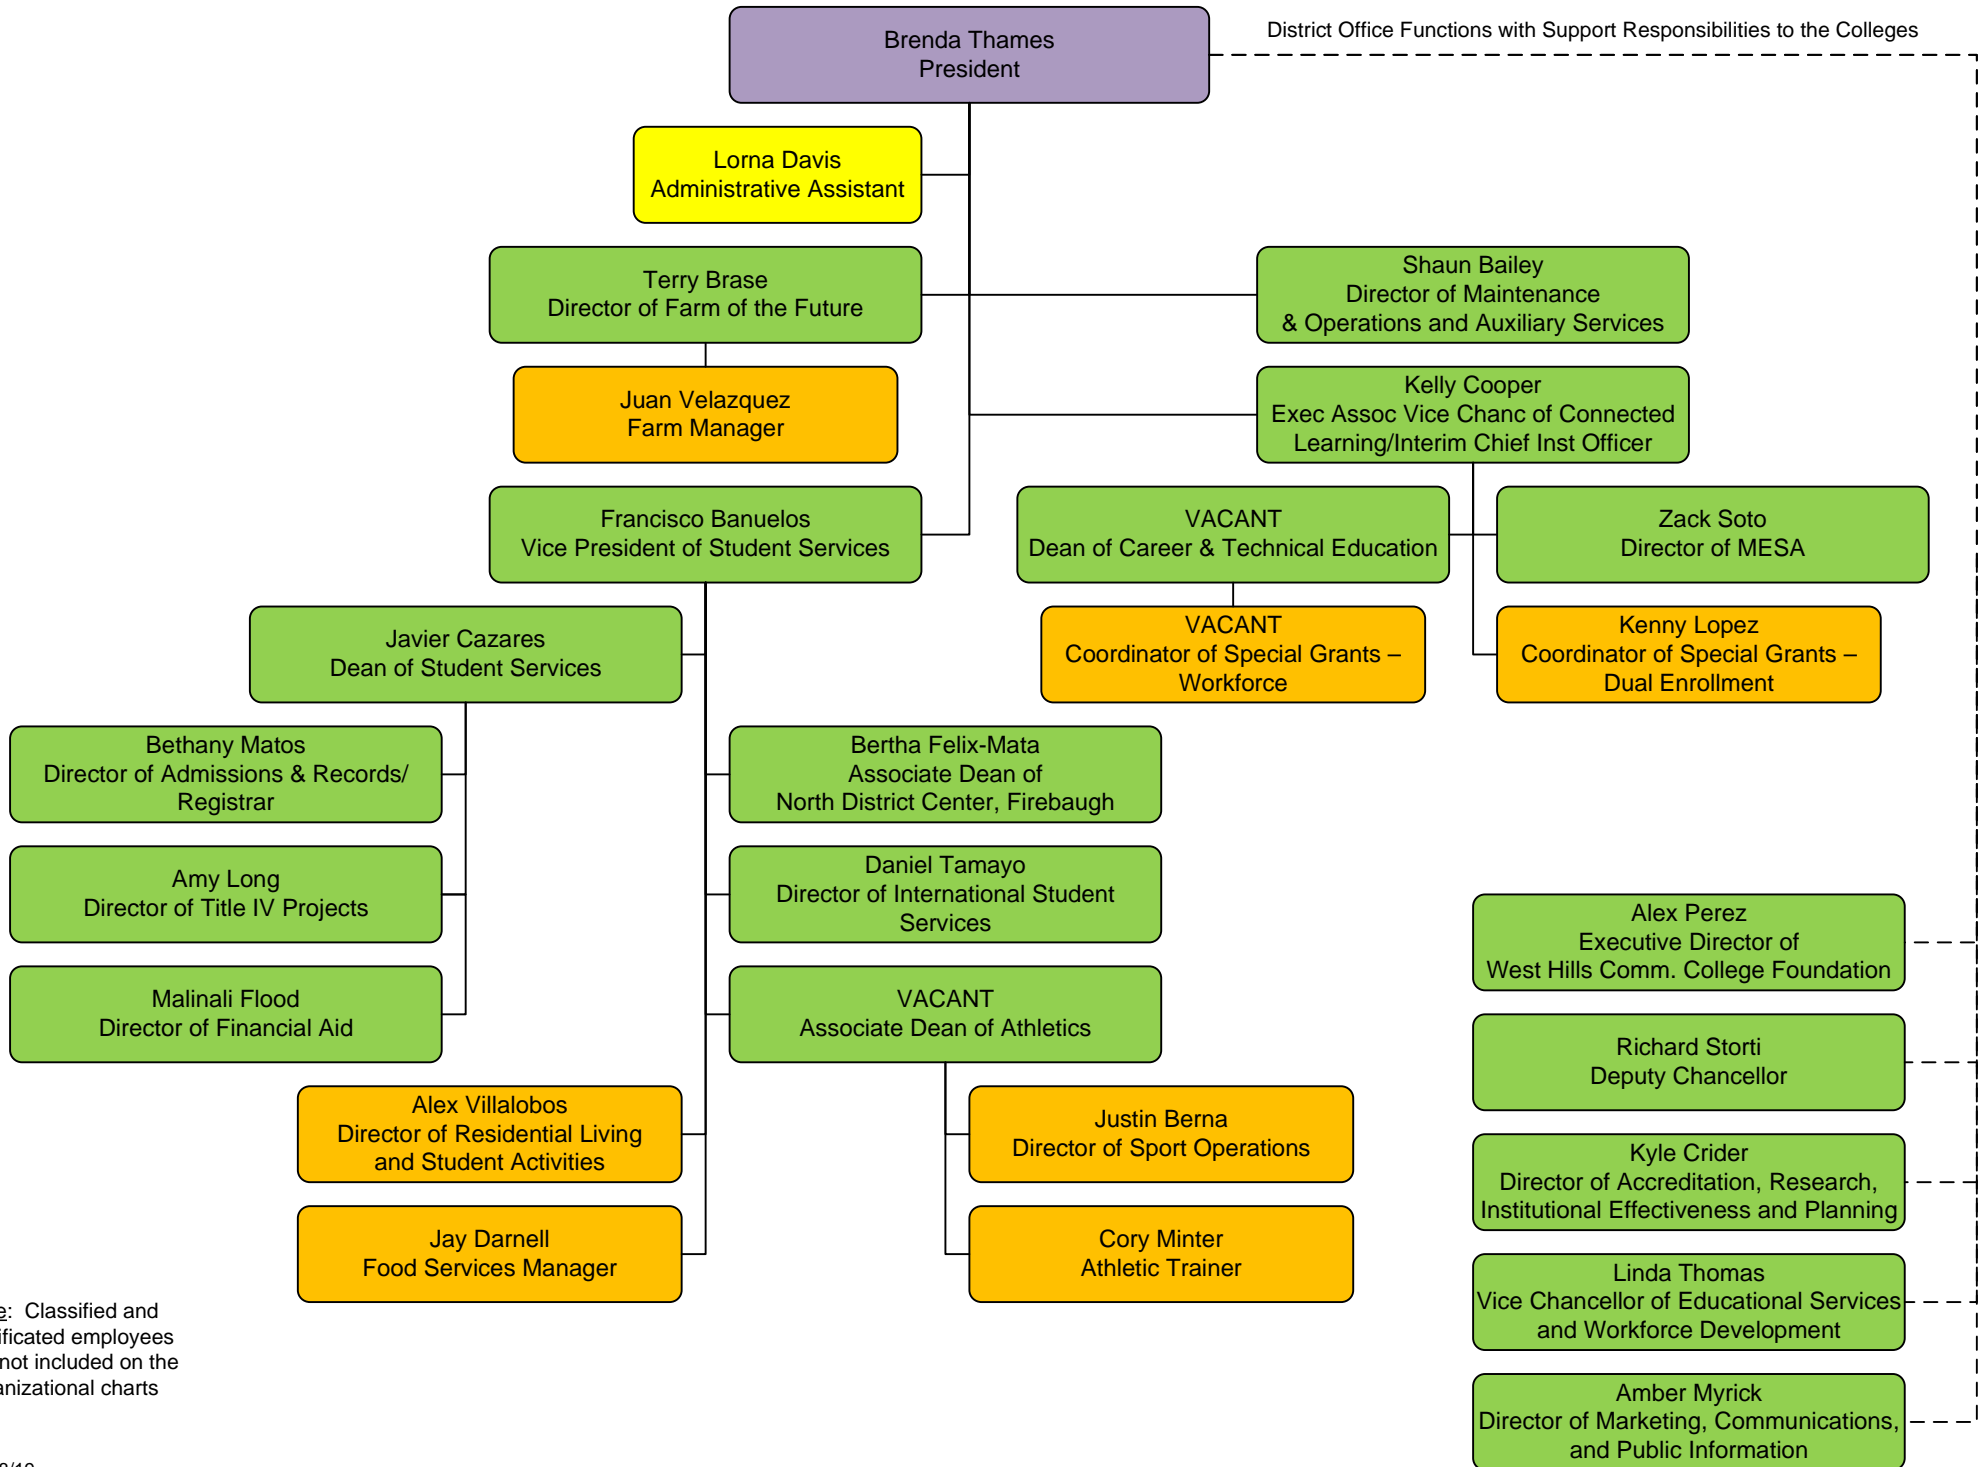 Brenda Thames
President
District Office Functions with Support Responsibilities to the Colleges
Lorna Davis
Administrative Assistant
Terry Brase
Director of Farm of the Future
Shaun Bailey
Director of Maintenance
& Operations and Auxiliary Services
Juan Velazquez
Farm Manager
Kelly Cooper
Exec Assoc Vice Chanc of Connected
Learning/Interim Chief Inst Officer
Francisco Banuelos
Vice President of Student Services
VACANT
Dean of Career & Technical Education
Zack Soto
Director of MESA
Javier Cazares
Dean of Student Services
VACANT
Coordinator of Special Grants –
Workforce
Kenny Lopez
Coordinator of Special Grants –
Dual Enrollment
Bethany Matos
Director of Admissions & Records/
Registrar
Bertha Felix-Mata
Associate Dean of
North District Center, Firebaugh
Amy Long
Director of Title IV Projects
Daniel Tamayo
Director of International Student
Services
Alex Perez
Executive Director of
West Hills Comm. College Foundation
Malinali Flood
Director of Financial Aid
VACANT
Associate Dean of Athletics
Richard Storti
Deputy Chancellor
Alex Villalobos
Director of Residential Living
and Student Activities
Justin Berna
Director of Sport Operations
Kyle Crider
Director of Accreditation, Research,
Institutional Effectiveness and Planning
Jay Darnell
Food Services Manager
Cory Minter
Athletic Trainer
Linda Thomas
Vice Chancellor of Educational Services
and Workforce Development
Classified and
employees
not included on the
charts
Amber Myrick
Director of Marketing, Communications,
and Public Information